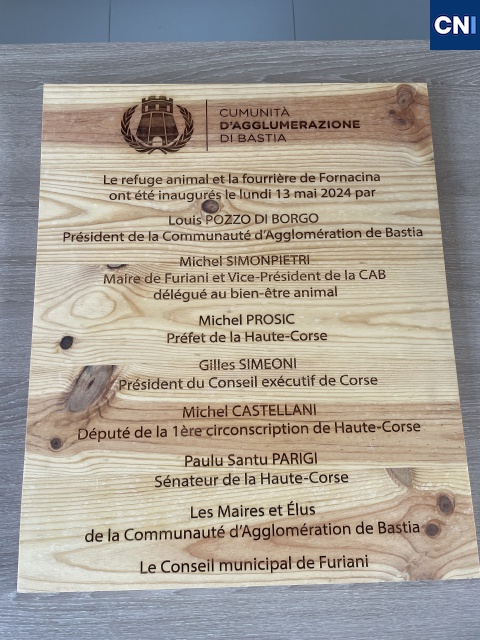 CNI
CUMUNITÀ
D'AGGLUMERAZIONE
DI BASTIA
Le refuge animal et la fourrière de Fornacina
ont été inaugurés le lundi 13 mai 2024 par
Louis POZZO DI BORGO
Président de la Communauté d'Agglomération de Bastia
Michel SIMONPIETRI
Maire de Furiani et Vice-Président de la CAB
délégué au bien-être animal
Michel PROSIC
Préfet de la Haute-Corse
Gilles SIMEONI
Président du Conseil exécutif de Corse
Michel CASTELLANI
Député de la 1ère circonscription de Haute-Corse
Paulu Santu PARIGI
Sénateur de la Haute-Corse
Les Maires et Élus
de la Communauté d'Agglomération de Bastia
Le Conseil municipal de Furiani